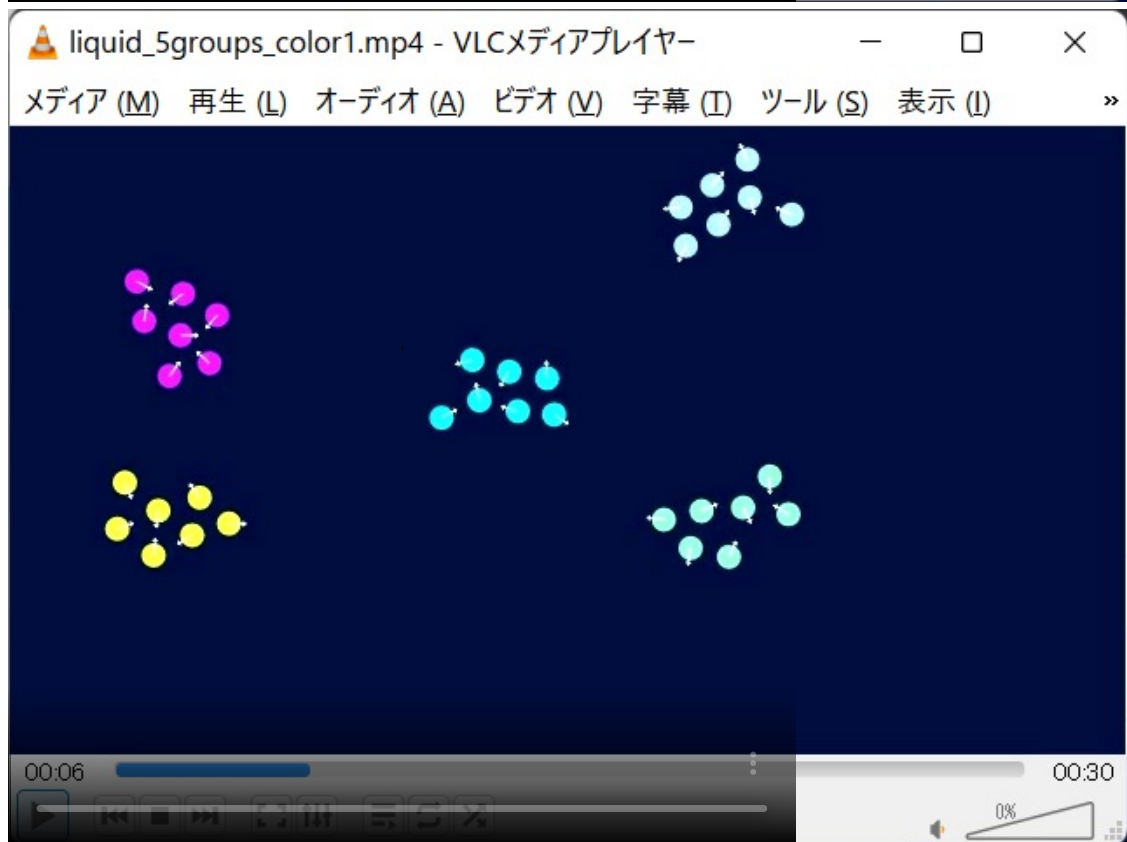 liquid_5groups_color1.mp4 - VLCメディアプレイヤー
メディア (M) 再生 (L) オーディオ (A) ビデオ (V) 字幕 (T) ツール (S) 表示 (I) »
00:06 00:30
0%